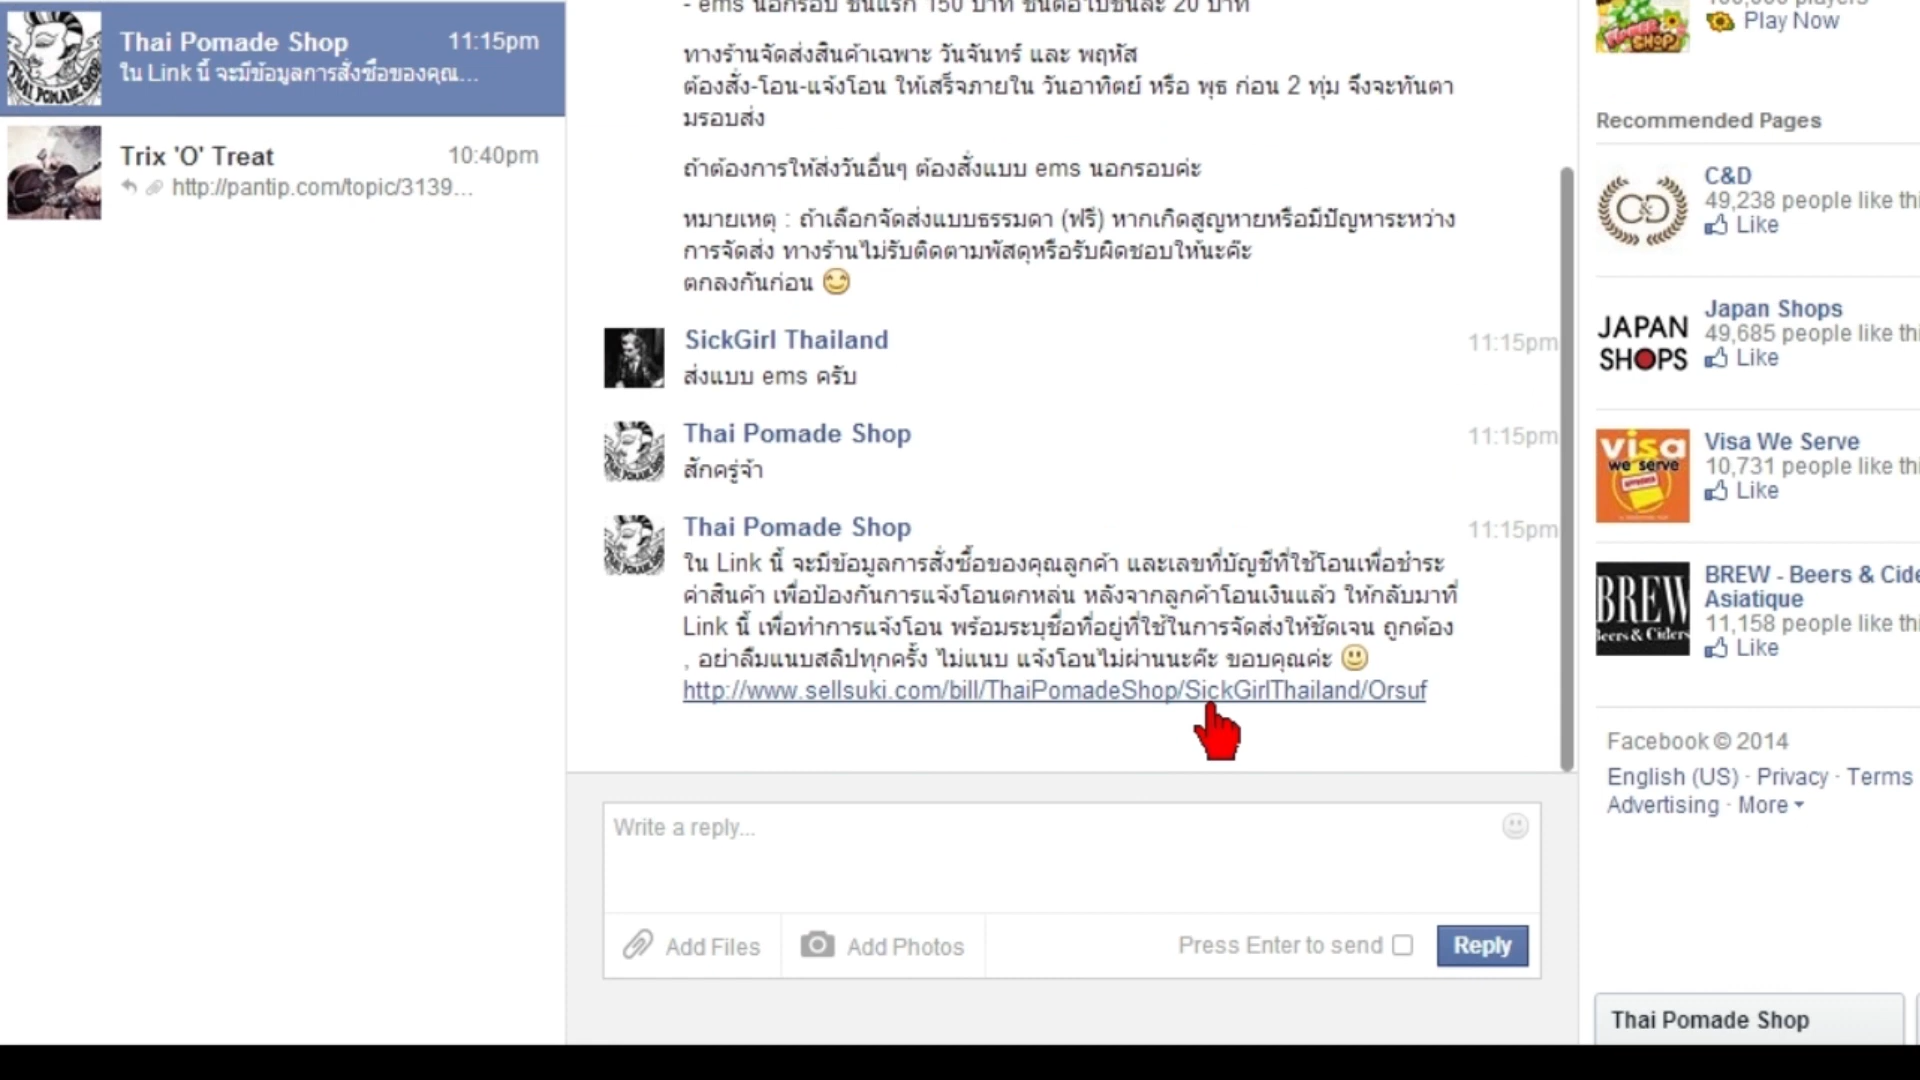 Thai Pomade Shop 11:15pm
ใน Link นี้ จะมีข้อมูลการสั่งซื้อของคุณ...
Trix 'O' Treat 10:40pm
http://pantip.com/topic/3139...
- ems นอกรอบ ชิ้นแรก 150 บาท ชิ้นต่อไปชิ้นละ 20 บาท
ทางร้านจัดส่งสินค้าเฉพาะ วันจันทร์ และ พฤหัส
ต้องสั่ง-โอน-แจ้งโอน ให้เสร็จภายใน วันอาทิตย์ หรือ พุธ ก่อน 2 ทุ่ม จึงจะทันตา
มรอบส่ง
ถ้าต้องการให้ส่งวันอื่นๆ ต้องสั่งแบบ ems นอกรอบค่ะ
หมายเหตุ : ถ้าเลือกจัดส่งแบบธรรมดา (ฟรี) หากเกิดสูญหายหรือมีปัญหาระหว่าง
การจัดส่ง ทางร้านไม่รับติดตามพัสดุหรือรับผิดชอบให้นะค๊ะ
ตกลงกันก่อน
SickGirl Thailand 11:15pm
ส่งแบบ ems ครับ
Thai Pomade Shop 11:15pm
สักครู่จ้า
Thai Pomade Shop 11:15pm
ใน Link นี้ จะมีข้อมูลการสั่งซื้อของคุณลูกค้า และเลขที่บัญชีที่ใช้โอนเพื่อชำระ
ค่าสินค้า เพื่อป้องกันการแจ้งโอนตกหล่น หลังจากลูกค้าโอนเงินแล้ว ให้กลับมาที่
Link นี้ เพื่อทำการแจ้งโอน พร้อมระบุชื่อที่อยู่ที่ใช้ในการจัดส่งให้ชัดเจน ถูกต้อง
, อย่าลืมแนบสลิปทุกครั้ง ไม่แนบ แจ้งโอนไม่ผ่านนะค๊ะ ขอบคุณค่ะ
http://www.sellsuki.com/bill/ThaiPomadeShop/SickGirlThailand/Orsuf
Write a reply...
Add Files Add Photos Press Enter to send Reply
Play Now
Recommended Pages
C&D
49,238 people like thi
Like
JAPAN SHOPS
Japan Shops
49,685 people like thi
Like
visa we serve
Visa We Serve
10,731 people like thi
Like
BREW Beers & Ciders
BREW - Beers & Cide
Asiatique
11,158 people like thi
Like
Facebook © 2014
English (US) · Privacy · Terms
Advertising · More
Thai Pomade Shop